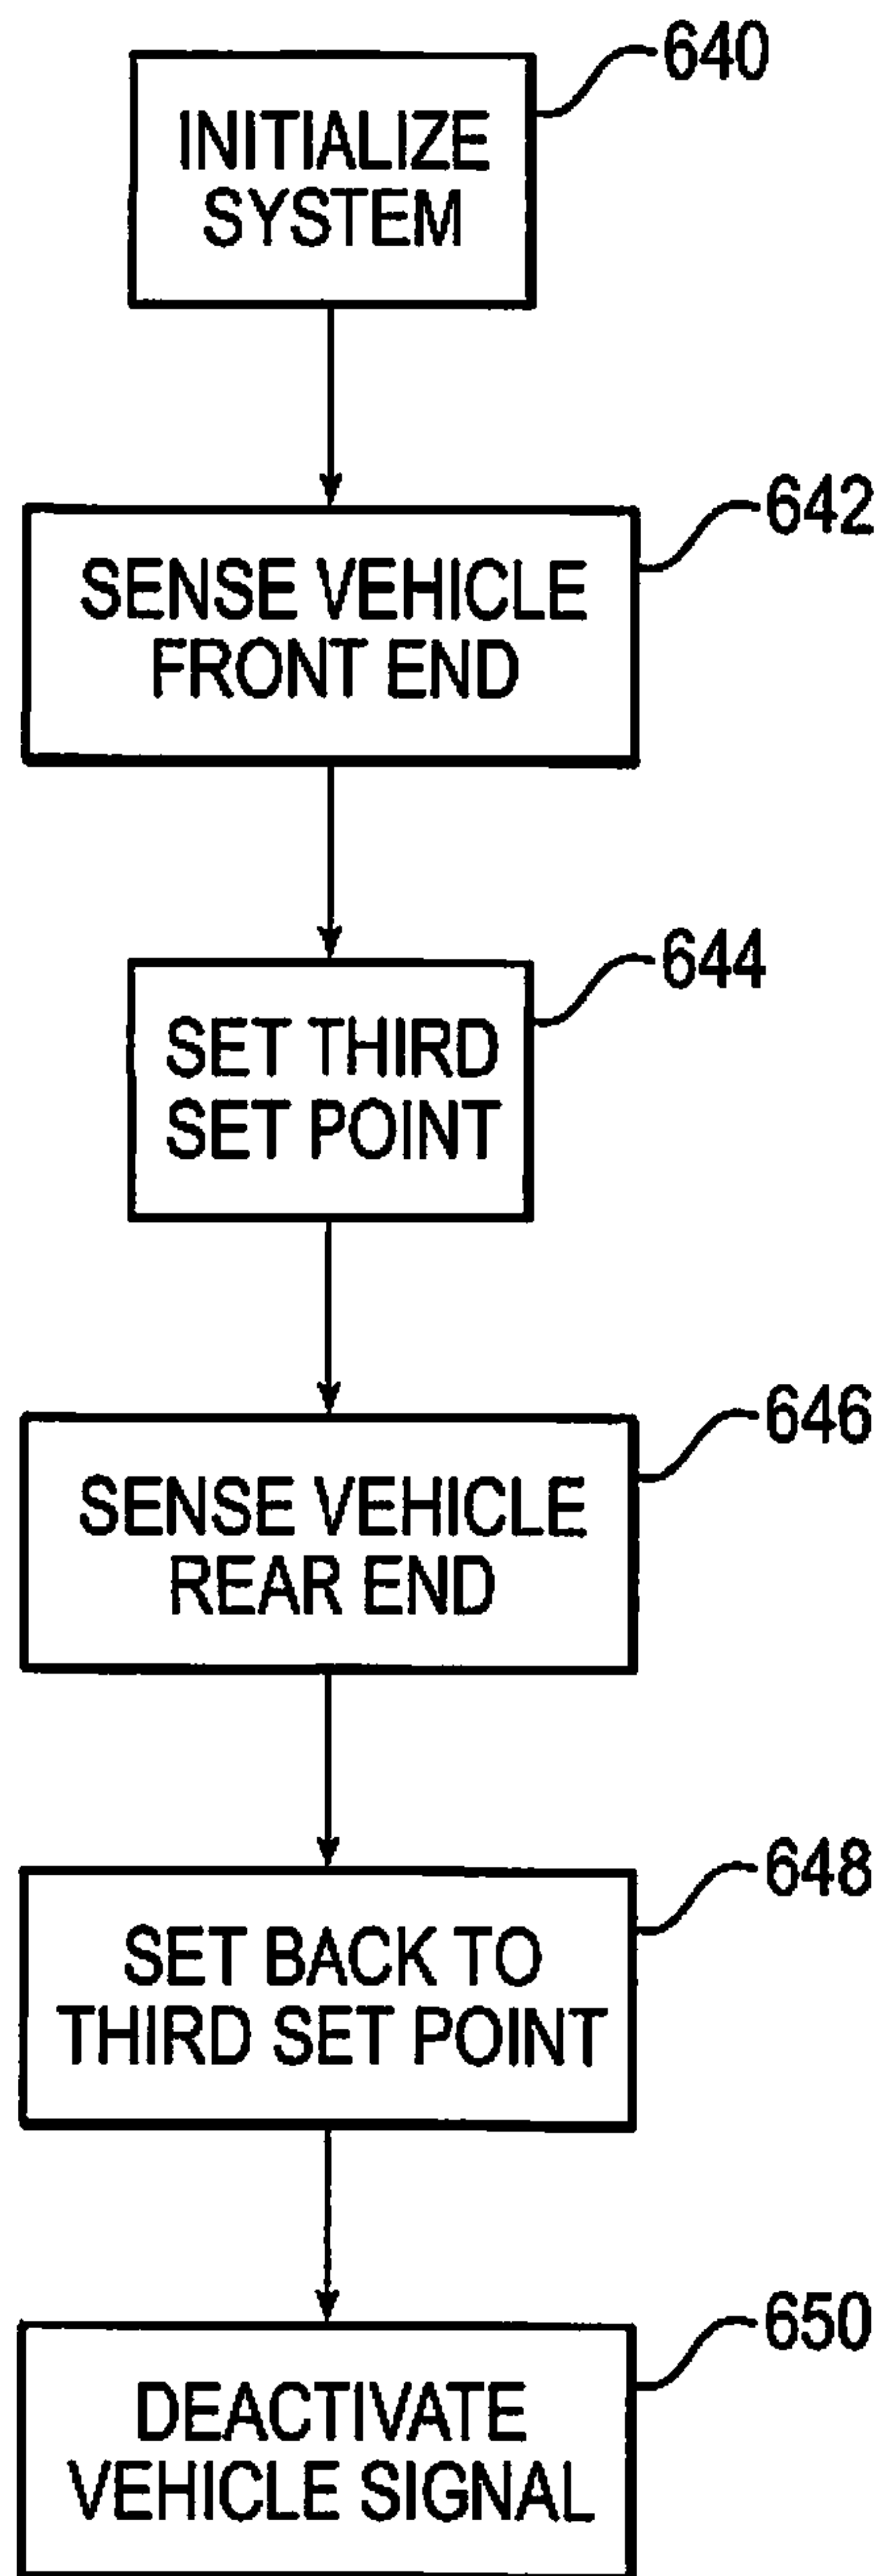 640
INITIALIZE
SYSTEM
642
SENSE VEHICLE
FRONT END
644
SET THIRD
SET POINT
646
SENSE VEHICLE
REAR END
648
SET BACK TO
THIRD SET POINT
650
DEACTIVATE
VEHICLE SIGNAL